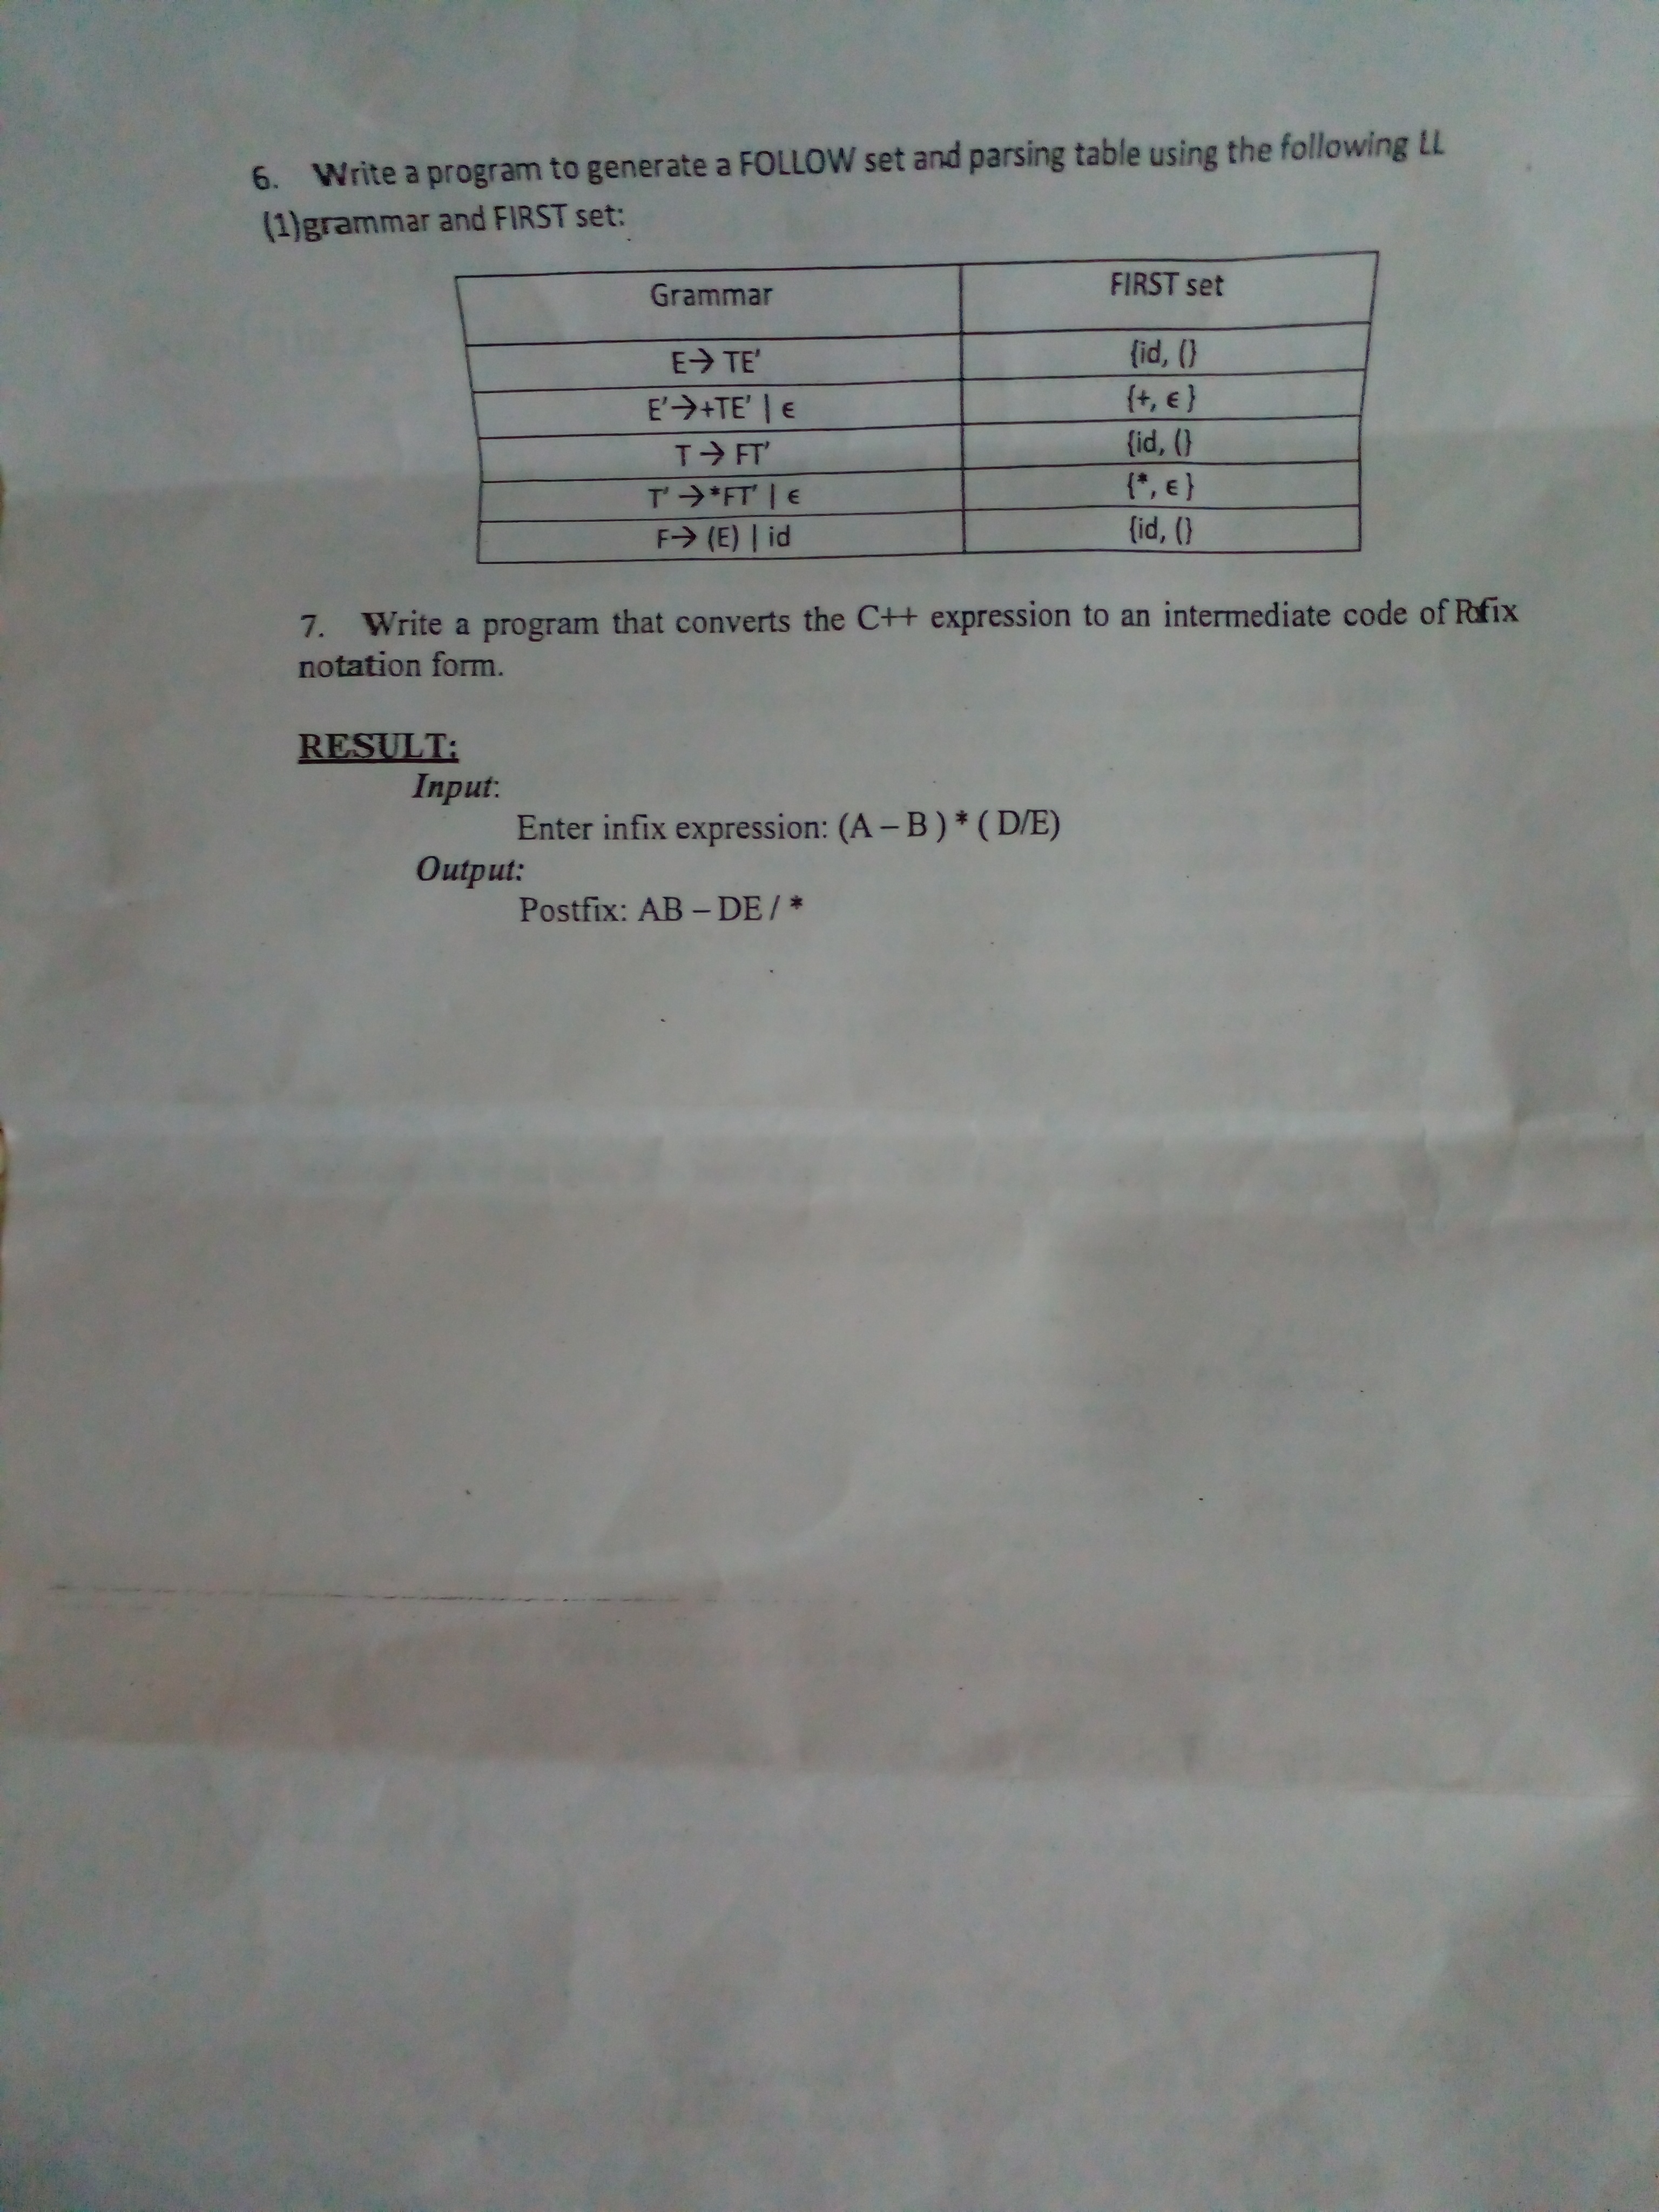 6. Write a program to generate a FOLLOW set and parsing table using the following LL
(1)grammar and FIRST set:
Grammar FIRST set
E→ TE’ {id, (}
E’→+TE’ | ϵ {+, ϵ }
T→ FT’ {id, (}
T’ →*FT’ | ϵ {*, ϵ }
F→ (E) | id {id, (}
7. Write a program that converts the C++ expression to an intermediate code of
notation form.
RESULT:
Input:
Enter infix expression: (A – B ) * ( D/E)
Output:
Postfix: AB – DE / *